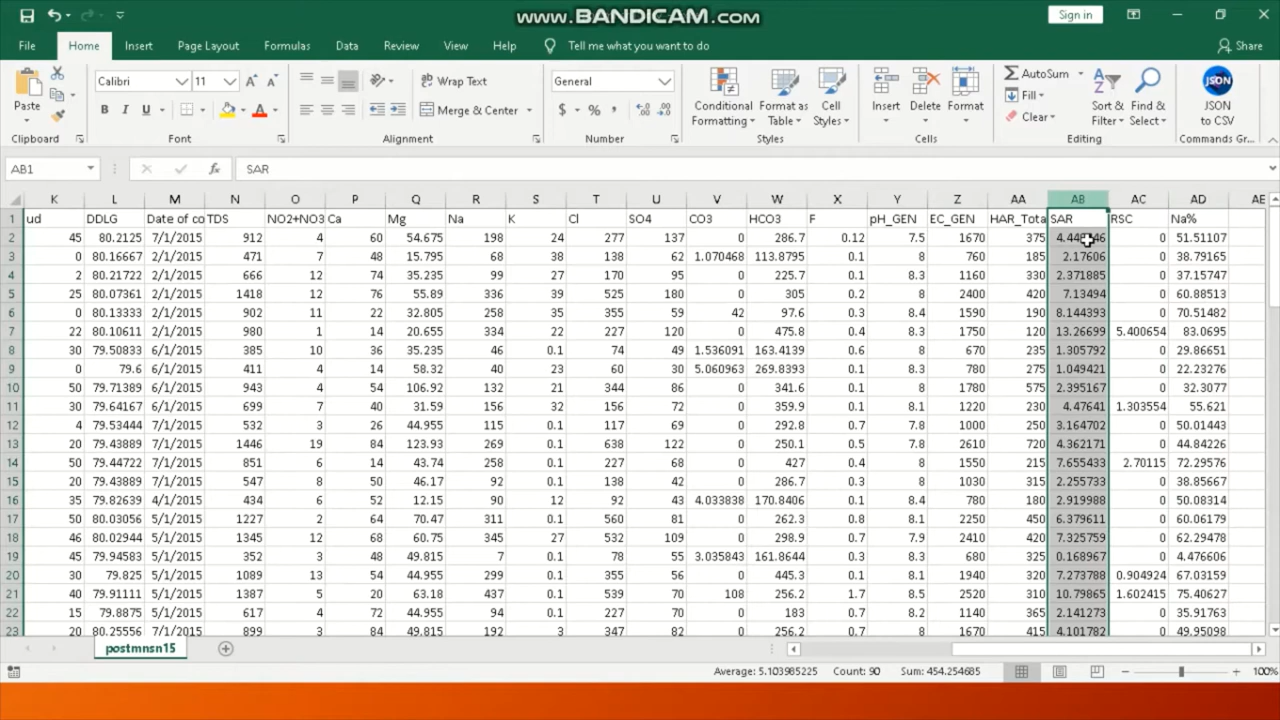 www.BANDICAM.com
Sign in
File Home Insert Page Layout Formulas Data Review View Help Tell me what you want to do Share
Paste
Clipboard
Calibri 11
B I U
Font
Wrap Text
Merge & Center
Alignment
General
$ % ,
Number
Conditional Formatting
Format as Table
Cell Styles
Styles
Insert Delete Format
Cells
AutoSum
Fill
Clear
Sort & Filter
Find & Select
Editing
JSON
JSON to CSV
Commands Gr...
AB1 fx SAR
K L M N O P Q R S T U V W X Y Z AA AB AC AD AE
1 ud DDLG Date of co TDS NO2+NO3 Ca Mg Na K Cl SO4 CO3 HCO3 F pH_GEN EC_GEN HAR_Tota SAR RSC Na%
2 45 80.2125 7/1/2015 912 4 60 54.675 198 24 277 137 0 286.7 0.12 7.5 1670 375 0 51.51107
3 0 80.16667 2/1/2015 471 7 48 15.795 68 38 138 62 1.070468 113.8795 0.1 8 760 185 2.17606 0 38.79165
4 2 80.21722 2/1/2015 666 12 74 35.235 99 27 170 95 0 225.7 0.1 8.3 1160 330 2.371885 0 37.15747
5 25 80.07361 2/1/2015 1418 12 76 55.89 336 39 525 180 0 305 0.2 8 2400 420 7.13494 0 60.88513
6 0 80.13333 2/1/2015 902 11 22 32.805 258 35 355 59 42 97.6 0.3 8.4 1590 190 8.144393 0 70.51482
7 22 80.10611 2/1/2015 980 1 14 20.655 334 22 227 120 0 475.8 0.4 8.3 1750 120 13.26699 5.400654 83.0695
8 30 79.50833 6/1/2015 385 10 36 35.235 46 0.1 74 49 1.536091 163.4139 0.6 8 670 235 1.305792 0 29.86651
9 0 79.6 6/1/2015 411 4 14 58.32 40 23 60 30 5.060963 269.8393 0.1 8.3 780 275 1.049421 0 22.23276
10 50 79.71389 6/1/2015 943 4 54 106.92 132 21 344 86 0 341.6 0.1 8 1780 575 2.395167 0 32.3077
11 30 79.64167 6/1/2015 699 7 40 31.59 156 32 156 72 0 359.9 0.1 8.1 1220 230 4.47641 1.303554 55.621
12 4 79.53444 7/1/2015 532 3 26 44.955 115 0.1 117 69 0 292.8 0.7 7.8 1000 250 3.164702 0 50.01443
13 20 79.43889 7/1/2015 1446 19 84 123.93 269 0.1 638 122 0 250.1 0.5 7.8 2610 720 4.362171 0 44.84226
14 50 79.44722 7/1/2015 851 6 14 43.74 258 0.1 227 68 0 427 0.4 8 1550 215 7.655433 2.70115 72.29576
15 20 79.43889 7/1/2015 547 8 50 46.17 92 0.1 138 42 0 286.7 0.3 8 1030 315 2.255733 0 38.85667
16 35 79.82639 4/1/2015 434 6 52 12.15 90 12 92 43 4.033838 170.8406 0.1 8.4 780 180 2.919988 0 50.08314
17 50 80.03056 5/1/2015 1227 2 64 70.47 311 0.1 560 81 0 262.3 0.8 8.1 2250 450 6.379611 0 60.06179
18 46 80.02944 5/1/2015 1345 12 68 60.75 345 27 532 109 0 298.9 0.7 7.9 2410 420 7.325759 0 62.29478
19 45 79.94583 5/1/2015 352 3 48 49.815 7 0.1 78 55 3.035843 161.8644 0.3 8.3 680 325 0.168967 0 4.476606
20 30 79.825 5/1/2015 1089 13 54 44.955 299 0.1 355 56 0 445.3 0.1 8.1 1940 320 7.273788 0.904924 67.03159
21 40 79.91111 5/1/2015 1387 5 20 63.18 437 0.1 539 70 108 256.2 1.7 8.5 2520 310 10.79865 1.602415 75.40627
22 15 79.8875 5/1/2015 617 4 72 44.955 94 0.1 227 70 0 183 0.7 8.2 1140 365 2.141273 0 35.91763
23 20 80.25556 7/1/2015 899 3 84 49.815 192 3 347 82 0 256.2 0.7 8 1670 415 4.101782 0 49.95098
postmnsn15
Average: 5.103985225 Count: 90 Sum: 454.254685 100%